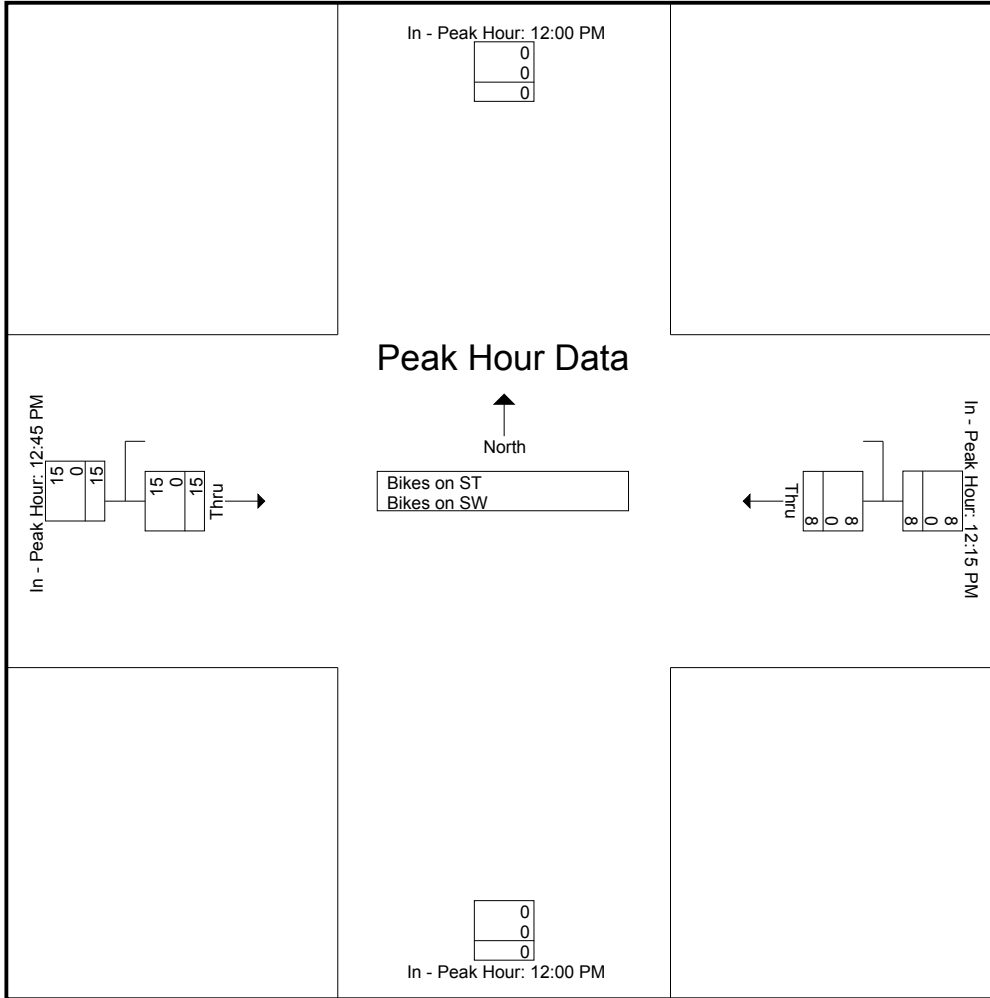 In - Peak Hour: 12:00 PM
0
0
0
Peak Hour Data
North
Bikes on ST
Bikes on SW
In - Peak Hour: 12:45 PM
15
0
15
15
0
15
Thru
Thru
8
0
8
8
0
8
In - Peak Hour: 12:15 PM
0
0
0
In - Peak Hour: 12:00 PM